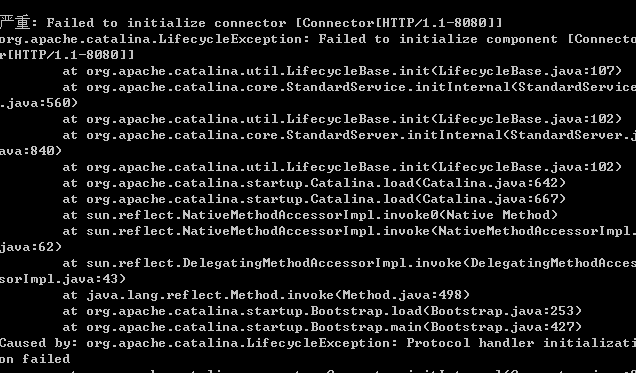 严重: Failed to initialize connector [Connector[HTTP/1.1-8080]]
org.apache.catalina.LifecycleException: Failed to initialize component [Connecto
r[HTTP/1.1-8080]]
at org.apache.catalina.util.LifecycleBase.init(LifecycleBase.java:107)
at org.apache.catalina.core.StandardService.initInternal(StandardService
.java:560)
at org.apache.catalina.util.LifecycleBase.init(LifecycleBase.java:102)
at org.apache.catalina.core.StandardServer.initInternal(StandardServer.j
ava:840)
at org.apache.catalina.util.LifecycleBase.init(LifecycleBase.java:102)
at org.apache.catalina.startup.Catalina.load(Catalina.java:642)
at org.apache.catalina.startup.Catalina.load(Catalina.java:667)
at sun.reflect.NativeMethodAccessorImpl.invoke0(Native Method)
at sun.reflect.NativeMethodAccessorImpl.invoke(NativeMethodAccessorImpl.
java:62)
at sun.reflect.DelegatingMethodAccessorImpl.invoke(DelegatingMethodAcces
sorImpl.java:43)
at java.lang.reflect.Method.invoke(Method.java:498)
at org.apache.catalina.startup.Bootstrap.load(Bootstrap.java:253)
at org.apache.catalina.startup.Bootstrap.main(Bootstrap.java:427)
Caused by: org.apache.catalina.LifecycleException: Protocol handler initializati
on failed